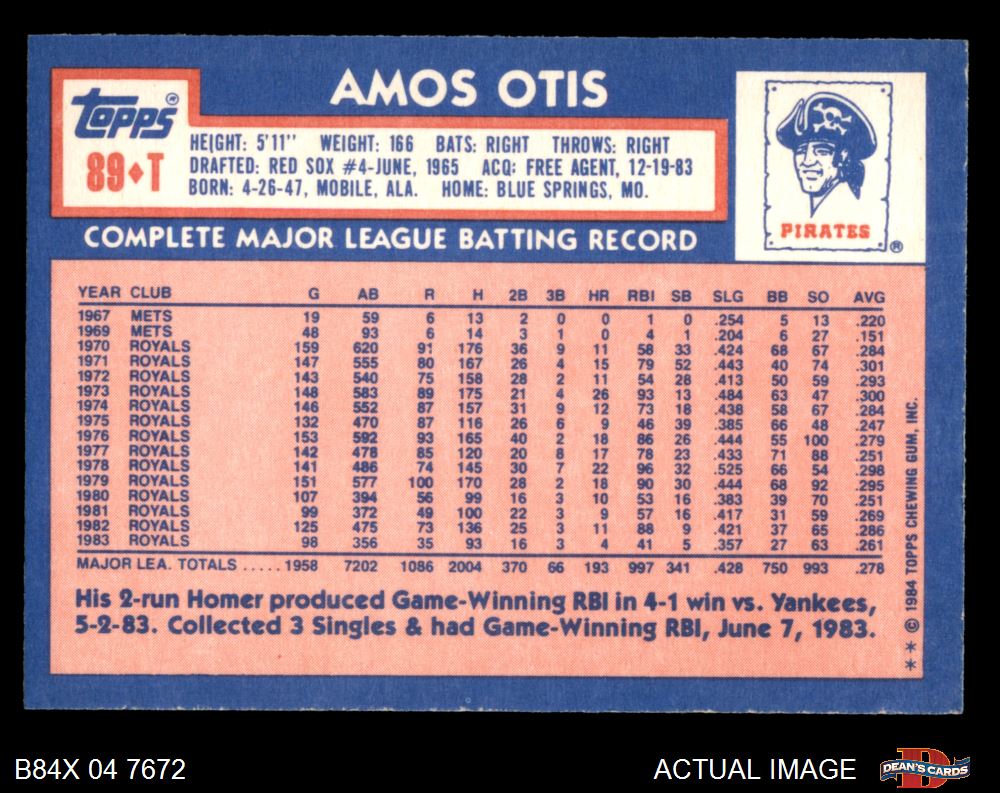 AMOS OTIS
TOPPS®
89♦T
HEIGHT: 5'11" WEIGHT: 166 BATS: RIGHT THROWS: RIGHT
DRAFTED: RED SOX #4-JUNE, 1965 ACQ: FREE AGENT, 12-19-83
BORN: 4-26-47, MOBILE, ALA. HOME: BLUE SPRINGS, MO.
PIRATES ®
COMPLETE MAJOR LEAGUE BATTING RECORD
YEAR CLUB G AB R H 2B 3B HR RBI SB SLG BB SO AVG
1967 METS 19 59 6 13 2 0 0 1 0 .254 5 13 .220
1969 METS 48 93 6 14 3 1 0 4 1 .204 6 27 .151
1970 ROYALS 159 620 91 176 36 9 11 58 33 .424 68 67 .284
1971 ROYALS 147 555 80 167 26 4 15 79 52 .443 40 74 .301
1972 ROYALS 143 540 75 158 28 2 11 54 28 .413 50 59 .293
1973 ROYALS 148 583 89 175 21 4 26 93 13 .484 63 47 .300
1974 ROYALS 146 552 87 157 31 9 12 73 18 .438 58 67 .284
1975 ROYALS 132 470 87 116 26 6 9 46 39 .385 66 48 .247
1976 ROYALS 153 592 93 165 40 2 18 86 26 .444 55 100 .279
1977 ROYALS 142 478 85 120 20 8 17 78 23 .433 71 88 .251
1978 ROYALS 141 486 74 145 30 7 22 96 32 .525 66 54 .298
1979 ROYALS 151 577 100 170 28 2 18 90 30 .444 68 92 .295
1980 ROYALS 107 394 56 99 16 3 10 53 16 .383 39 70 .251
1981 ROYALS 99 372 49 100 22 3 9 57 16 .417 31 59 .269
1982 ROYALS 125 475 73 136 25 3 11 88 9 .421 37 65 .286
1983 ROYALS 98 356 35 93 16 3 4 41 5 .357 27 63 .261
MAJOR LEA. TOTALS ..... 1958 7202 1086 2004 370 66 193 997 341 .428 750 993 .278
His 2-run Homer produced Game-Winning RBI in 4-1 win vs. Yankees,
5-2-83. Collected 3 Singles & had Game-Winning RBI, June 7, 1983.
** © 1984 TOPPS CHEWING GUM, INC.
B84X 04 7672
ACTUAL IMAGE
D DEAN'S CARDS